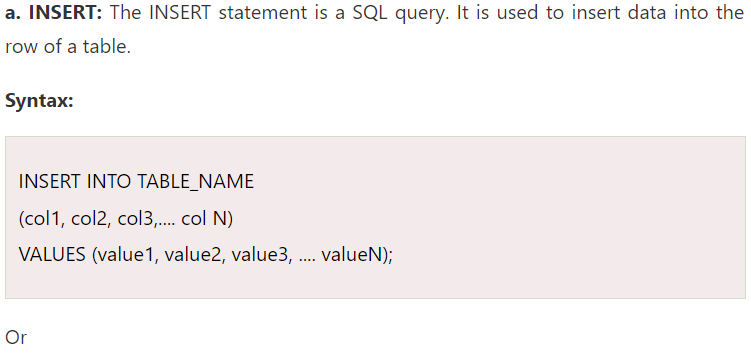 a. INSERT: The INSERT statement is a SQL query. It is used to insert data into the
row of a table.
Syntax:
INSERT INTO TABLE_NAME
(col1, col2, col3,.... col N)
VALUES (value1, value2, value3, .... valueN);
Or